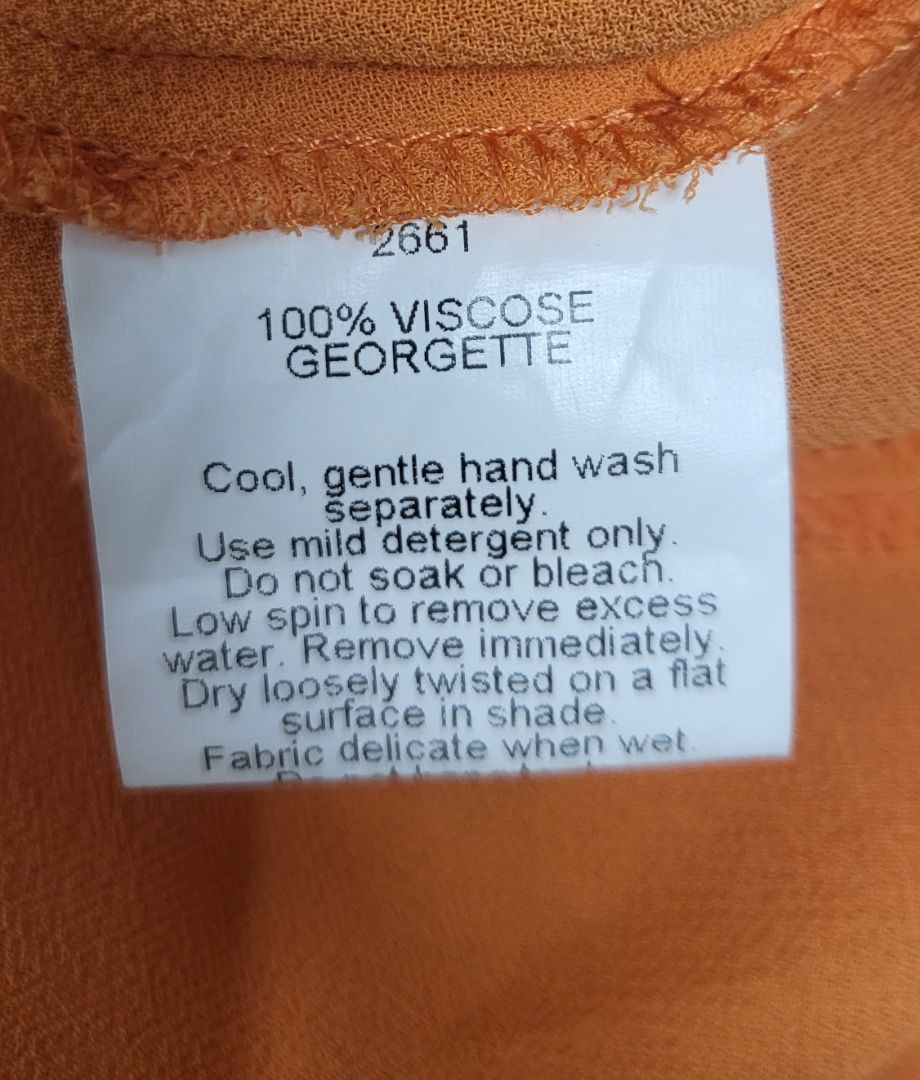 2661
100% VISCOSE
GEORGETTE
Cool, gentle hand wash
separately.
Use mild detergent only.
Do not soak or bleach.
Low spin to remove excess
water. Remove immediately.
Dry loosely twisted on a flat
surface in shade.
Fabric delicate when wet.
Do not